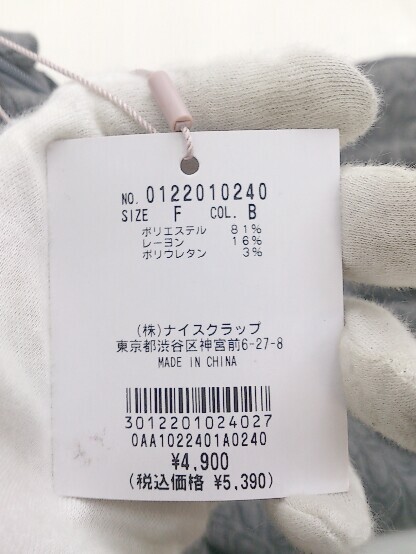 NO. 0122010240
SIZE F COL. B
ポリエステル 81%
レーヨン 16%
ポリウレタン 3%
(株)ナイスクラップ
東京都渋谷区神宮前6-27-8
MADE IN CHINA
3012201024027
0AA1022401A0240
¥4,900
(税込価格 ¥5,390)